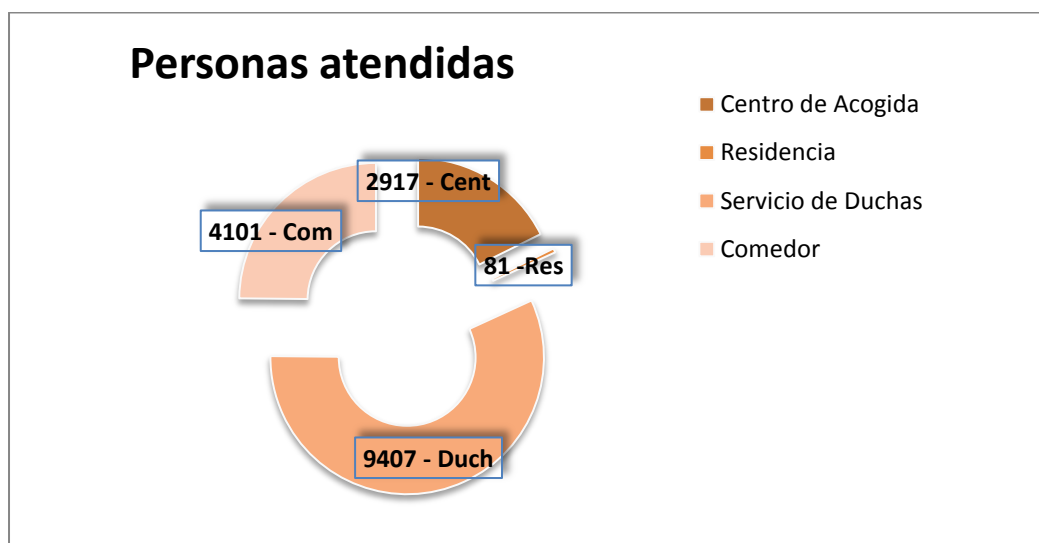 Personas atendidas
Centro de Acogida
Residencia
Servicio de Duchas
Comedor
2917 - Cent
4101 - Com
81 -Res
9407 - Duch